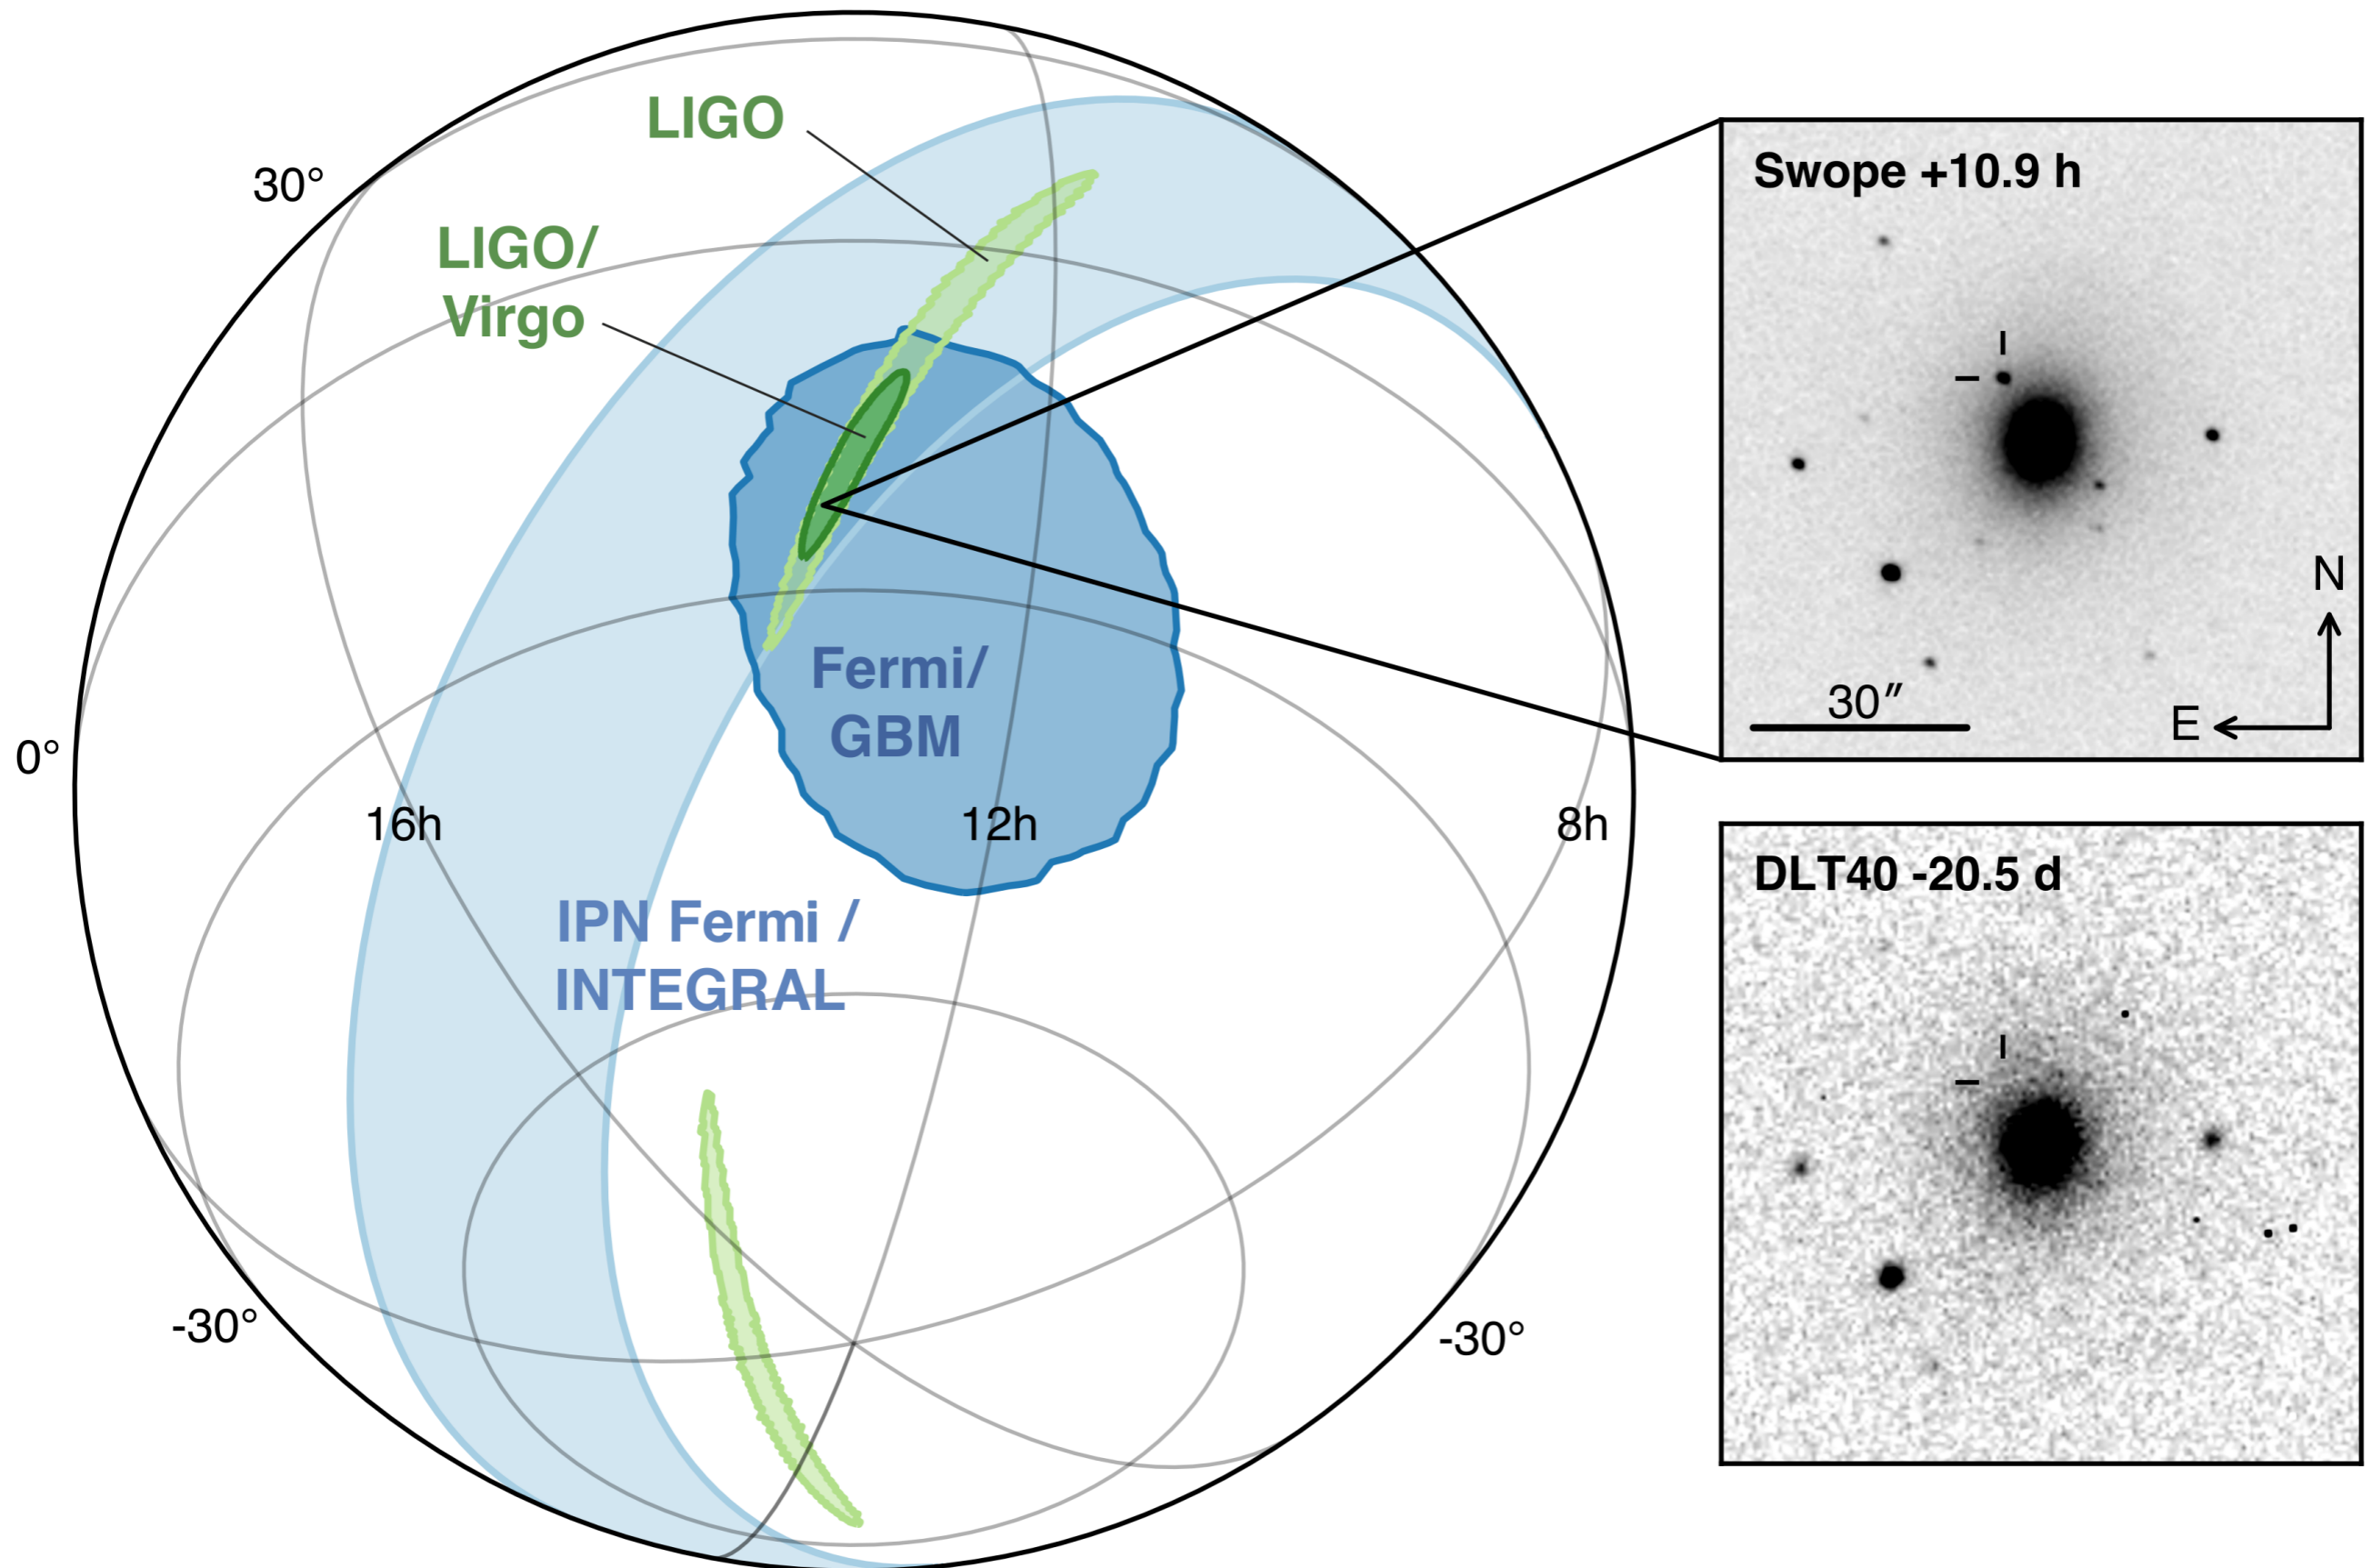 LIGO
LIGO/
Virgo
30°
0°
16h
12h
8h
Fermi/
GBM
IPN Fermi /
INTEGRAL
-30°
-30°
Swope +10.9 h
N
30″
E
DLT40 -20.5 d